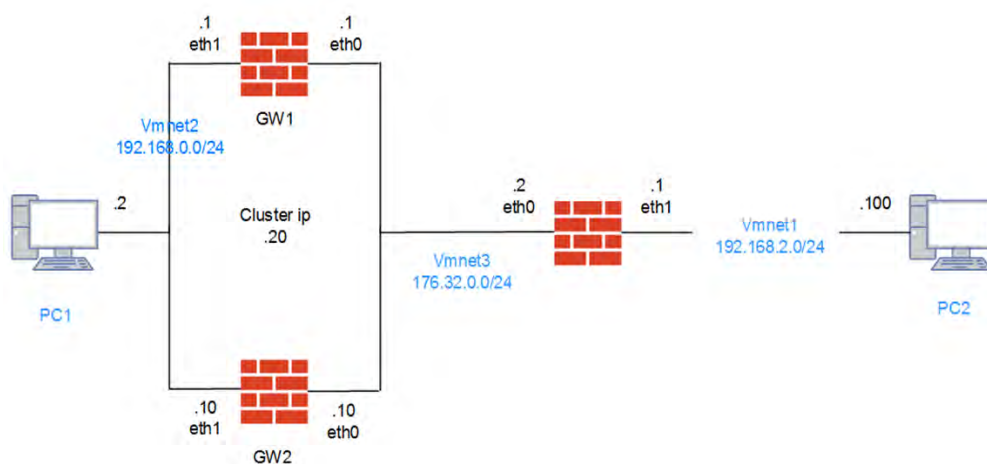 .1
eth1
.1
eth0
GW1
Vmnet2
192.168.0.0/24
.2
Cluster ip
.20
.2
eth0
.1
eth1
.100
Vmnet1
192.168.2.0/24
Vmnet3
176.32.0.0/24
PC1
PC2
.10
eth1
.10
eth0
GW2